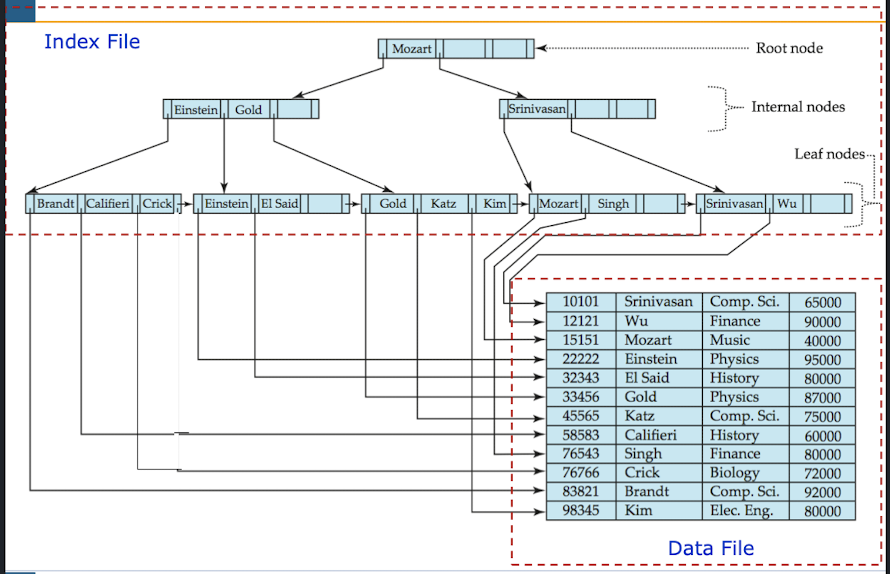 Index File
Mozart
Root node
Einstein Gold
Srinivasan
Internal nodes
Leaf nodes
Brandt Califieri Crick Einstein El Said Gold Katz Kim Mozart Singh Srinivasan Wu
10101 Srinivasan Comp. Sci. 65000
12121 Wu Finance 90000
15151 Mozart Music 40000
22222 Einstein Physics 95000
32343 El Said History 80000
33456 Gold Physics 87000
45565 Katz Comp. Sci. 75000
58583 Califieri History 60000
76543 Singh Finance 80000
76766 Crick Biology 72000
83821 Brandt Comp. Sci. 92000
98345 Kim Elec. Eng. 80000
Data File